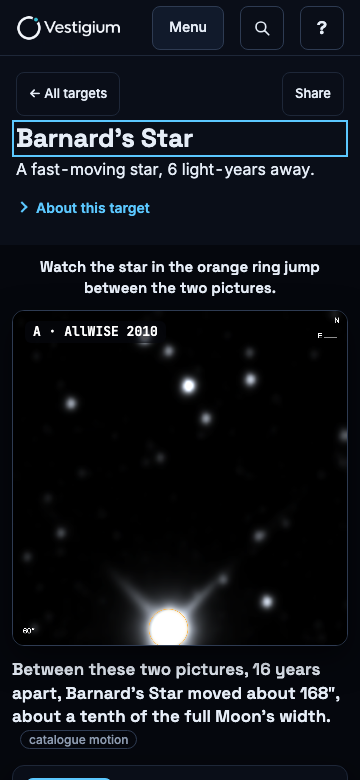 Vestigium
Menu
?
← All targets
Share
Barnard's Star
A fast-moving star, 6 light-years away.
About this target
Watch the star in the orange ring jump
between the two pictures.
A · AllWISE 2010
N
E
60"
Between these two pictures, 16 years
apart, Barnard's Star moved about 168",
about a tenth of the full Moon's width.
catalogue motion